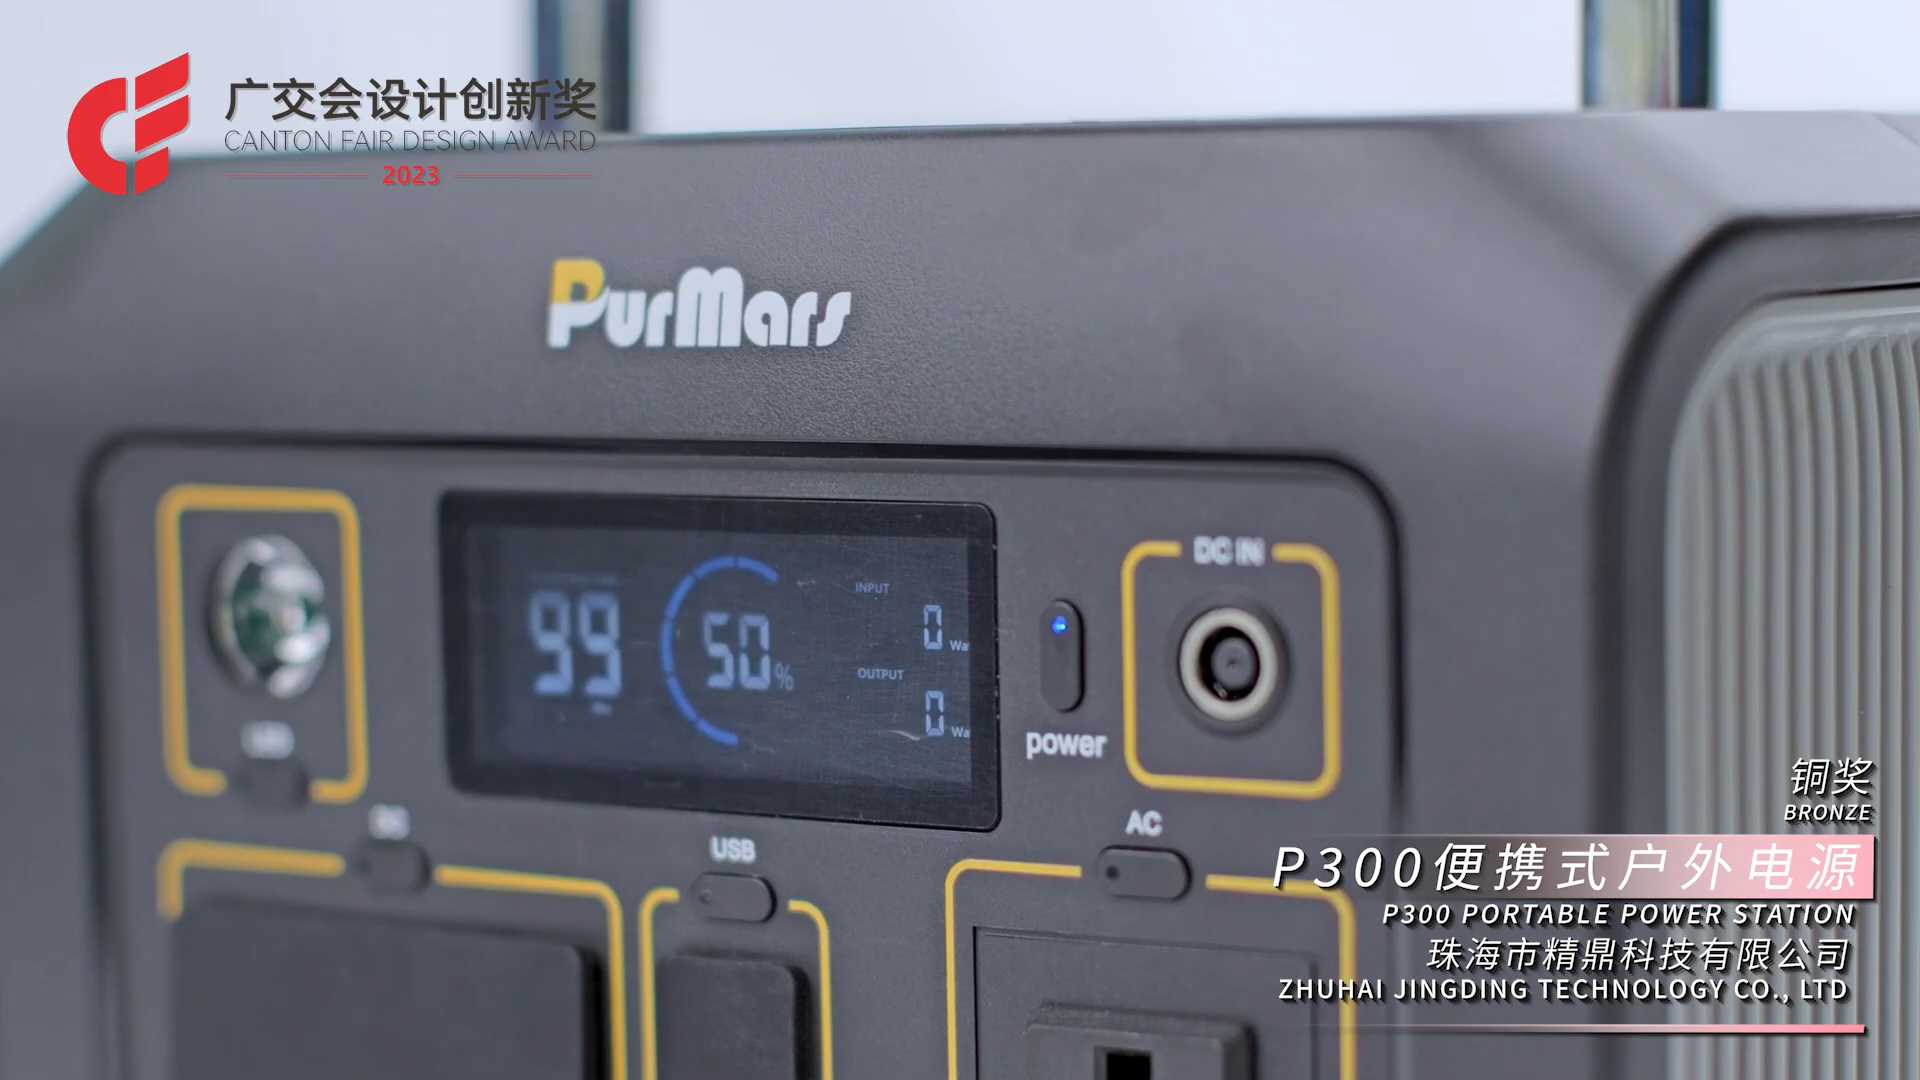 广交会设计创新奖
CANTON FAIR DESIGN AWARD
2023
PurMars
DC IN
99
50%
INPUT
0
OUTPUT
0
power
USB
AC
铜奖
BRONZE
P300便携式户外电源
P300 PORTABLE POWER STATION
珠海市精鼎科技有限公司
ZHUHAI JINGDING TECHNOLOGY CO., LTD